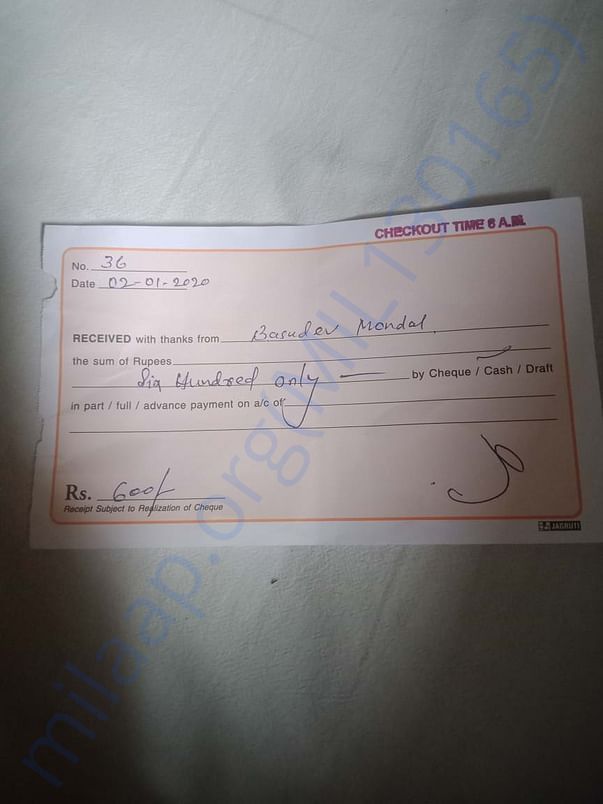 CHECKOUT TIME 6 A.M.
No. 36
Date 02-01-2020
RECEIVED with thanks from Basudev Mondal.
the sum of Rupees
Six Hundred only — by Cheque / Cash / Draft
in part / full / advance payment on a/c of
Rs. 600/-
Receipt Subject to Realization of Cheque
JAGRUTI
milaap.org(MIL130165)